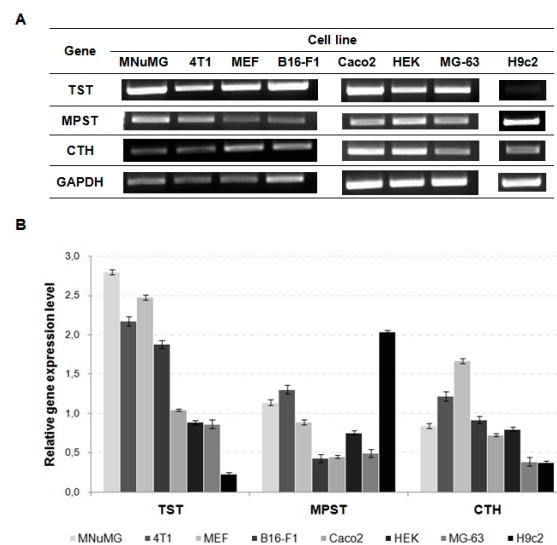 A
Gene
Cell line
MNuMG 4T1 MEF B16-F1 Caco2 HEK MG-63 H9c2
TST
MPST
CTH
GAPDH
B
Relative gene expression level
3,0
2,5
2,0
1,5
1,0
0,5
0,0
TST MPST CTH
MNuMG 4T1 MEF B16-F1 Caco2 HEK MG-63 H9c2